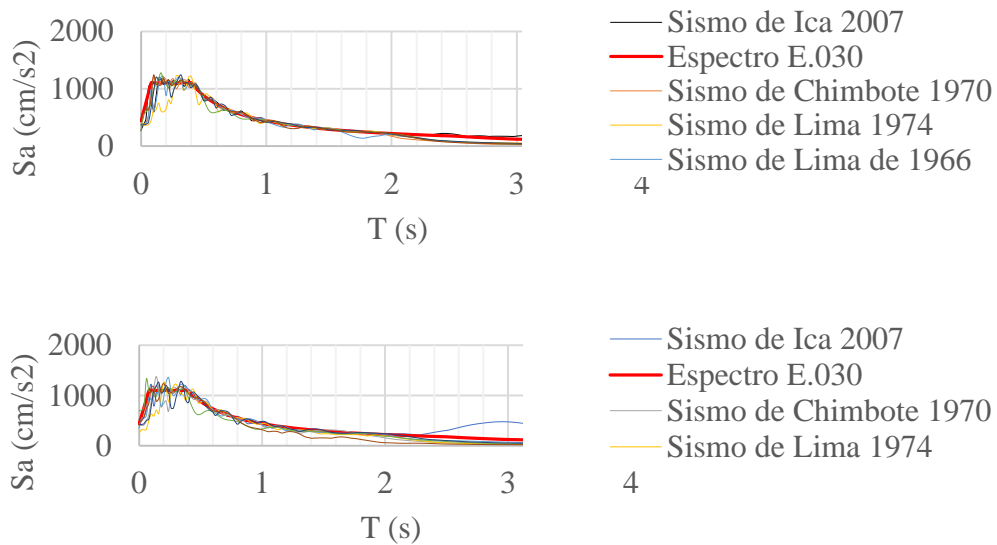 2000
1000
0
Sa (cm/s2)
0 1 2 3 4
T (s)
Sismo de Ica 2007
Espectro E.030
Sismo de Chimbote 1970
Sismo de Lima 1974
Sismo de Lima de 1966
2000
1000
0
Sa (cm/s2)
0 1 2 3 4
T (s)
Sismo de Ica 2007
Espectro E.030
Sismo de Chimbote 1970
Sismo de Lima 1974